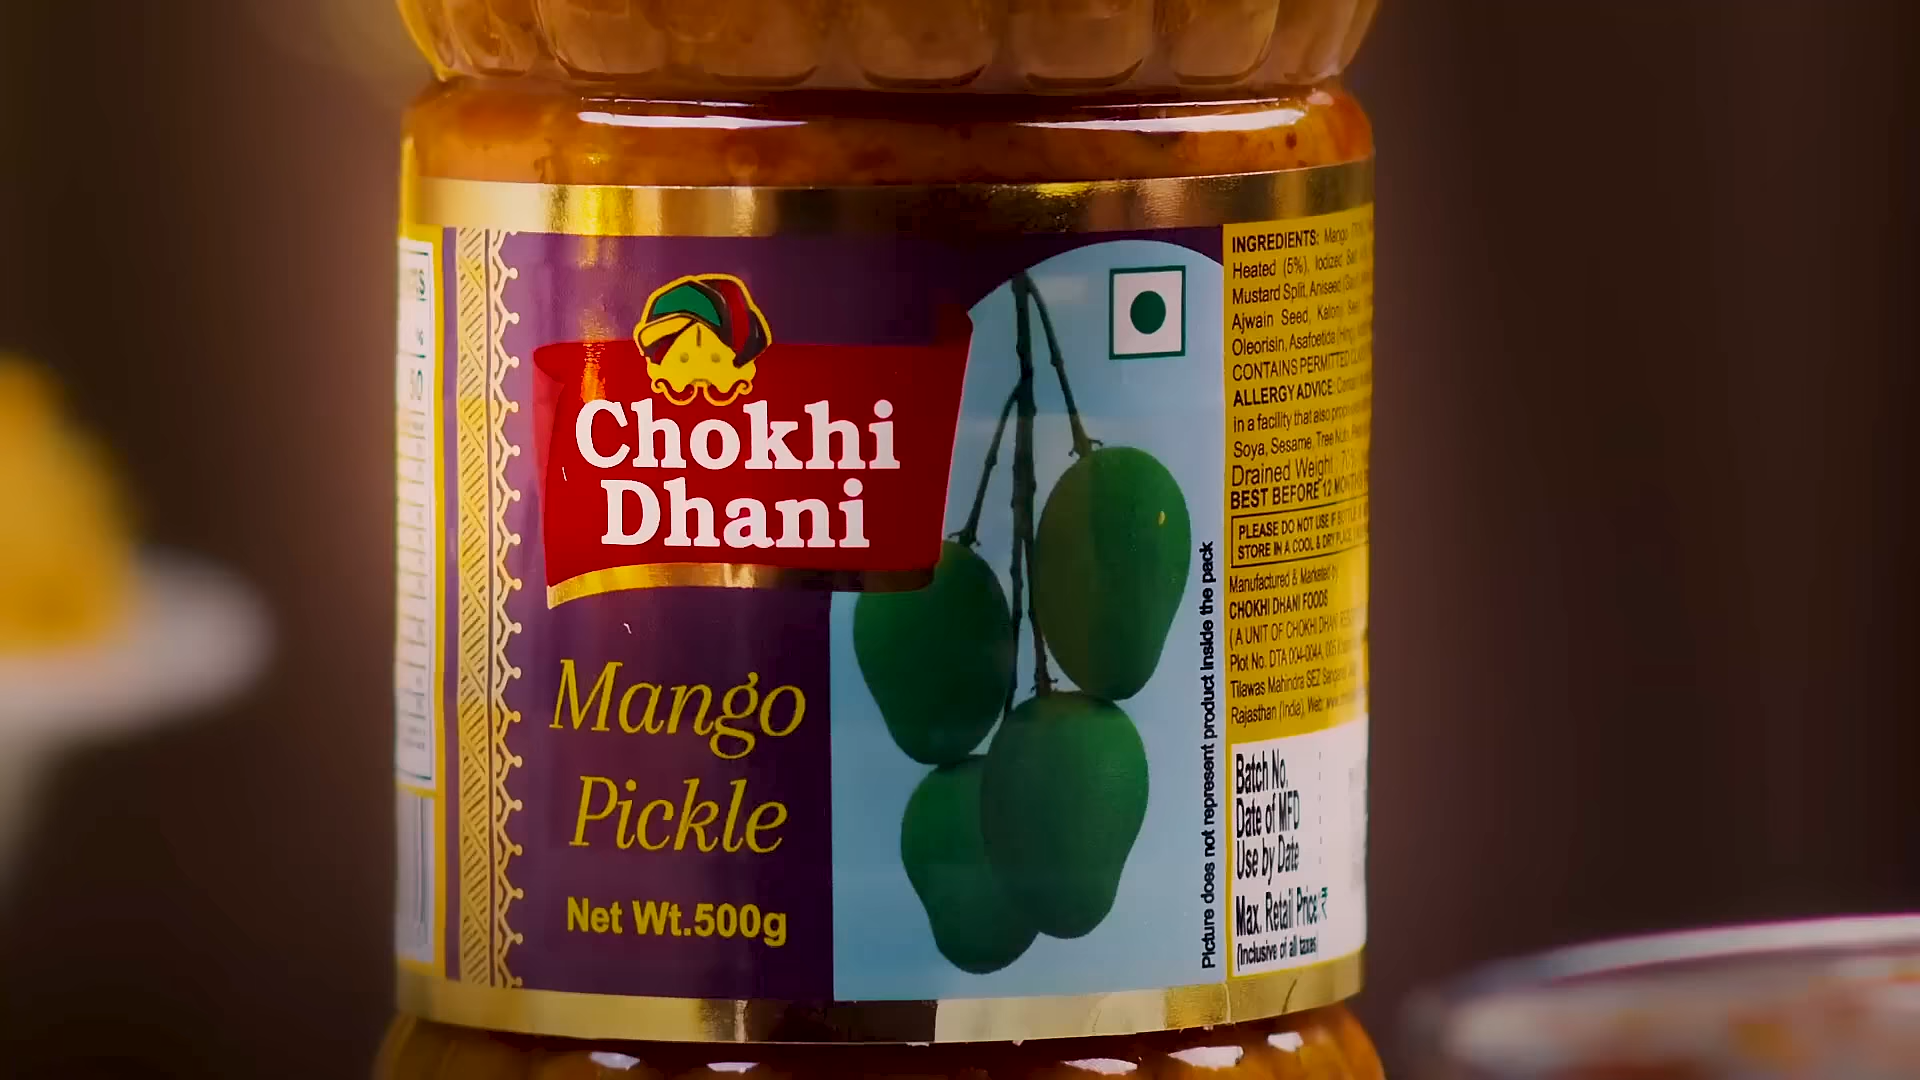 Chokhi
Dhani
Mango
Pickle
Net Wt.500g
Picture does not represent product inside the pack
INGREDIENTS: Mango
Heated (5%), Iodized
Mustard Split, Aniseed
Ajwain Seed, Kalonji
Oleorisin, Asafoetida (Hing),
CONTAINS PERMITTED
ALLERGY ADVICE:
in a facility that also
Soya, Sesame, Tree
Drained Weight
BEST BEFORE 12 MONTHS
PLEASE DO NOT USE IF
STORE IN A COOL & DRY PLACE
Manufactured & Marketed by
CHOKHI DHANI FOODS
( A UNIT OF CHOKHI DHANI
Plot No. DTA 004-004A,
Tilawas Mahindra SEZ
Rajasthan (India), Web:
Batch No. :
Date of MFD :
Use by Date :
Max. Retail Price:₹
(Inclusive of all taxes)